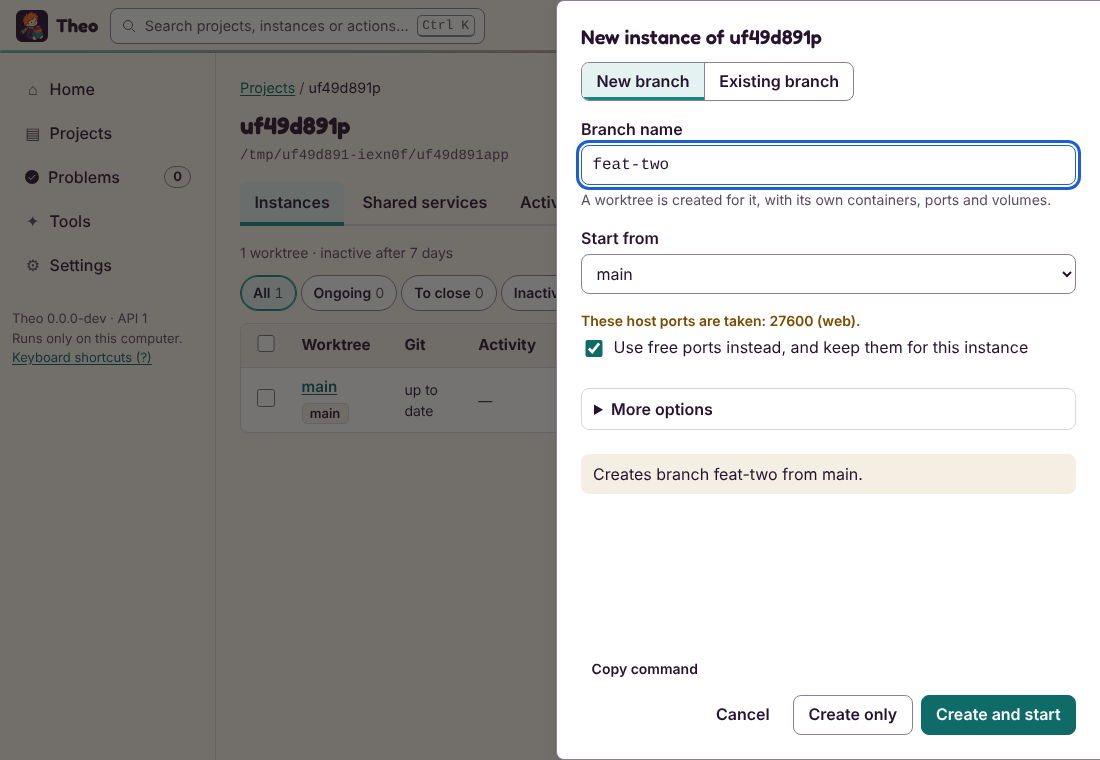 Theo
Search projects, instances or actions... Ctrl K
Home
Projects
Problems 0
Tools
Settings
Theo 0.0.0-dev · API 1
Runs only on this computer.
Keyboard shortcuts (?)
Projects / uf49d891p
uf49d891p
/tmp/uf49d891-iexn0f/uf49d891app
Instances Shared services Activ
1 worktree · inactive after 7 days
All 1 Ongoing 0 To close 0 Inactiv
Worktree Git Activity
main up to date —
main
New instance of uf49d891p
New branch Existing branch
Branch name
feat-two
A worktree is created for it, with its own containers, ports and volumes.
Start from
main
These host ports are taken: 27600 (web).
Use free ports instead, and keep them for this instance
More options
Creates branch feat-two from main.
Copy command
Cancel Create only Create and start